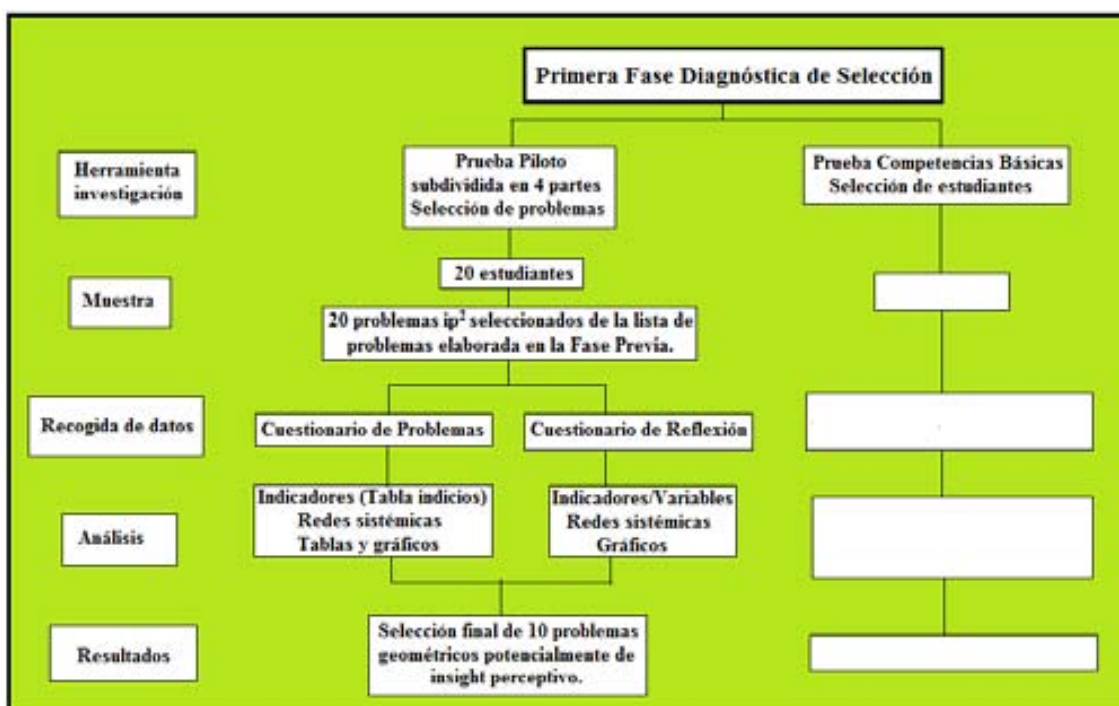 Primera Fase Diagnóstica de Selección
Herramienta
investigación
Prueba Piloto
subdividida en 4 partes
Selección de problemas
Prueba Competencias Básicas
Selección de estudiantes
Muestra
20 estudiantes
20 problemas ip² seleccionados de la lista de
problemas elaborada en la Fase Previa.
Recogida de datos
Cuestionario de Problemas
Cuestionario de Reflexión
Análisis
Indicadores (Tabla indicios)
Redes sistémicas
Tablas y gráficos
Indicadores/Variables
Redes sistémicas
Gráficos
Resultados
Selección final de 10 problemas
geométricos potencialmente de
insight perceptivo.